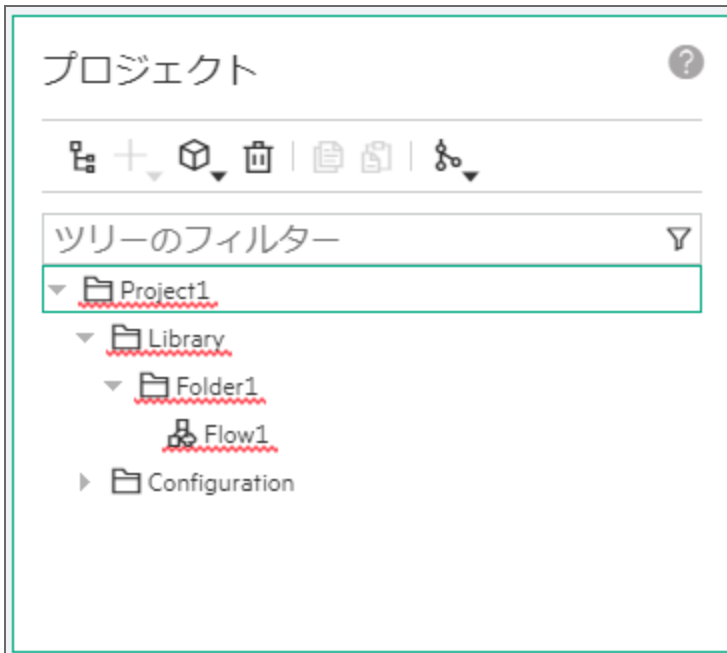 プロジェクト
?
ツリーのフィルター
Project1
Library
Folder1
Flow1
Configuration